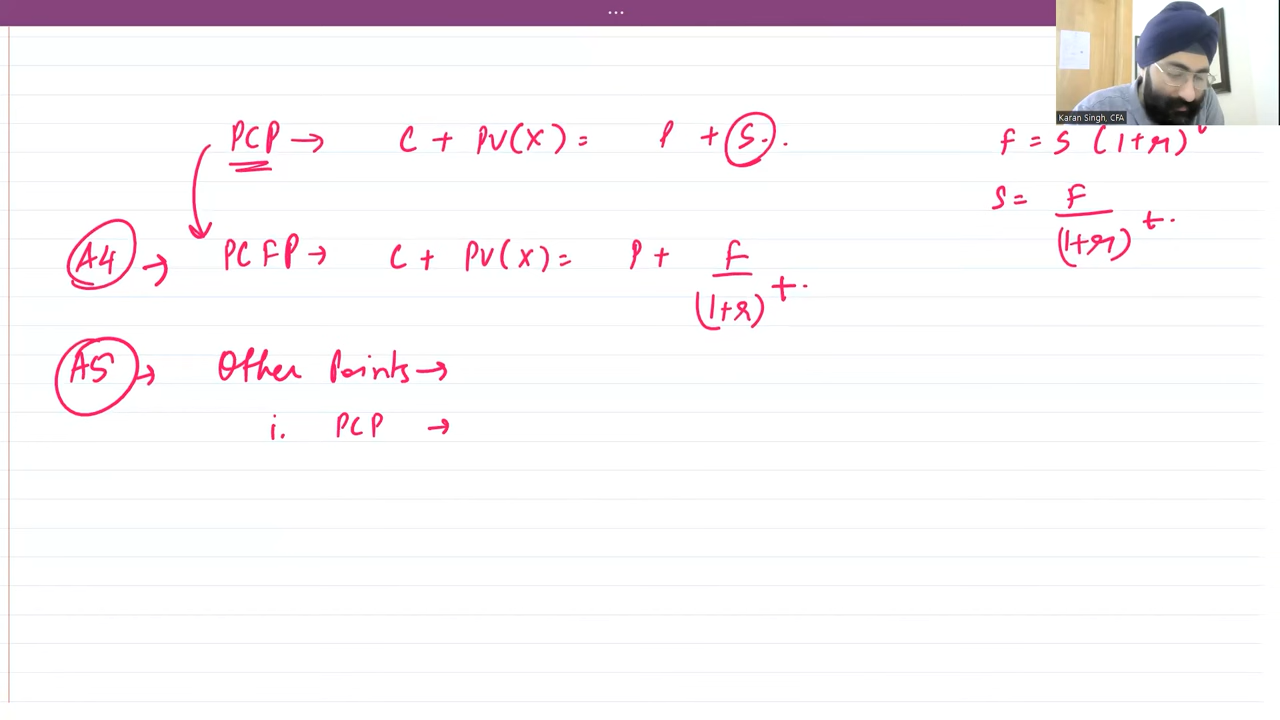 PCP → C + PV(X) = P + S.
f = S (1+r)
S = F / (1+r)^t.
A4 → PCFP → C + PV(X) = P + F / (1+r)^t.
A5 → Other Points →
i. PCP →
Karan Singh, CFA